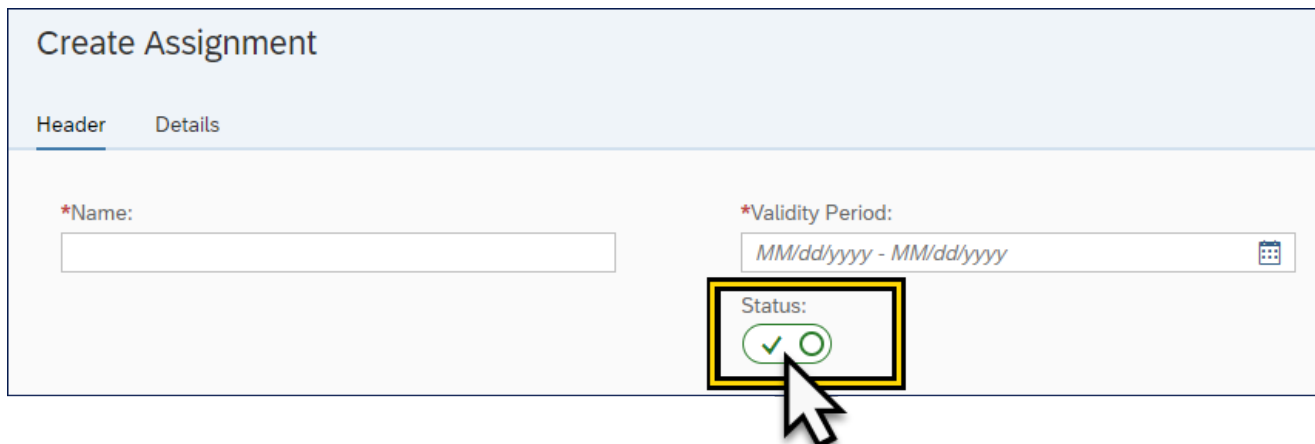 Create Assignment
Header Details
*Name: *Validity Period:
MM/dd/yyyy - MM/dd/yyyy
Status: